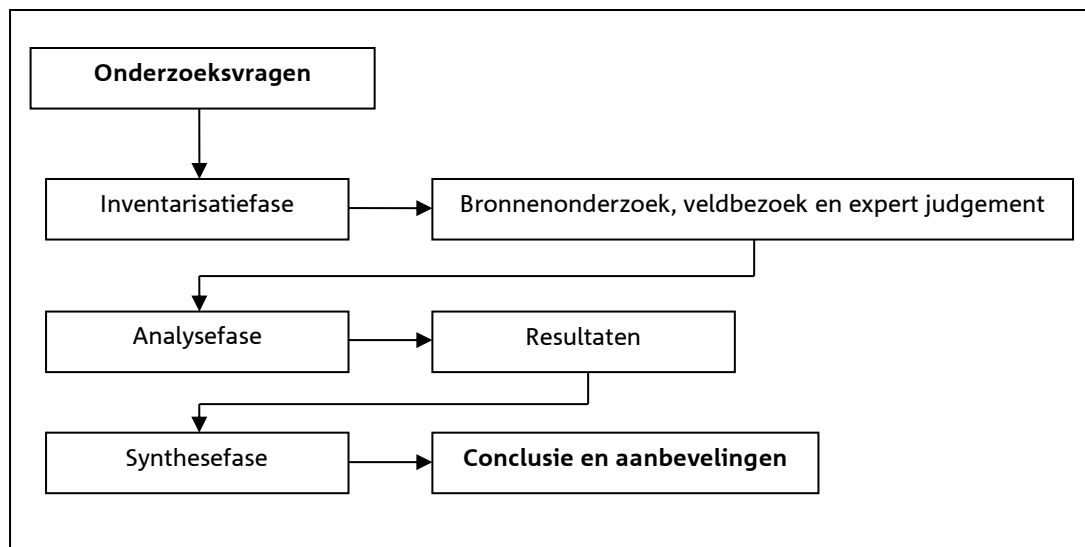 Onderzoeksvragen
Inventarisatiefase
Bronnenonderzoek, veldbezoek en expert judgement
Analysefase
Resultaten
Synthesefase
Conclusie en aanbevelingen